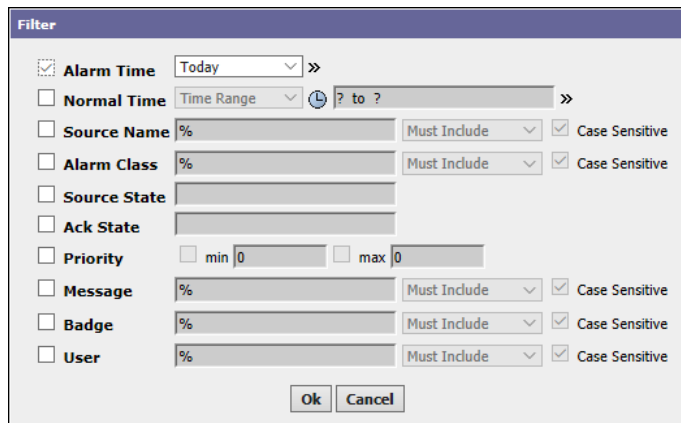 Filter
Alarm Time Today »
Normal Time Time Range ? to ? »
Source Name % Must Include Case Sensitive
Alarm Class % Must Include Case Sensitive
Source State
Ack State
Priority min 0 max 0
Message % Must Include Case Sensitive
Badge % Must Include Case Sensitive
User % Must Include Case Sensitive
Ok Cancel